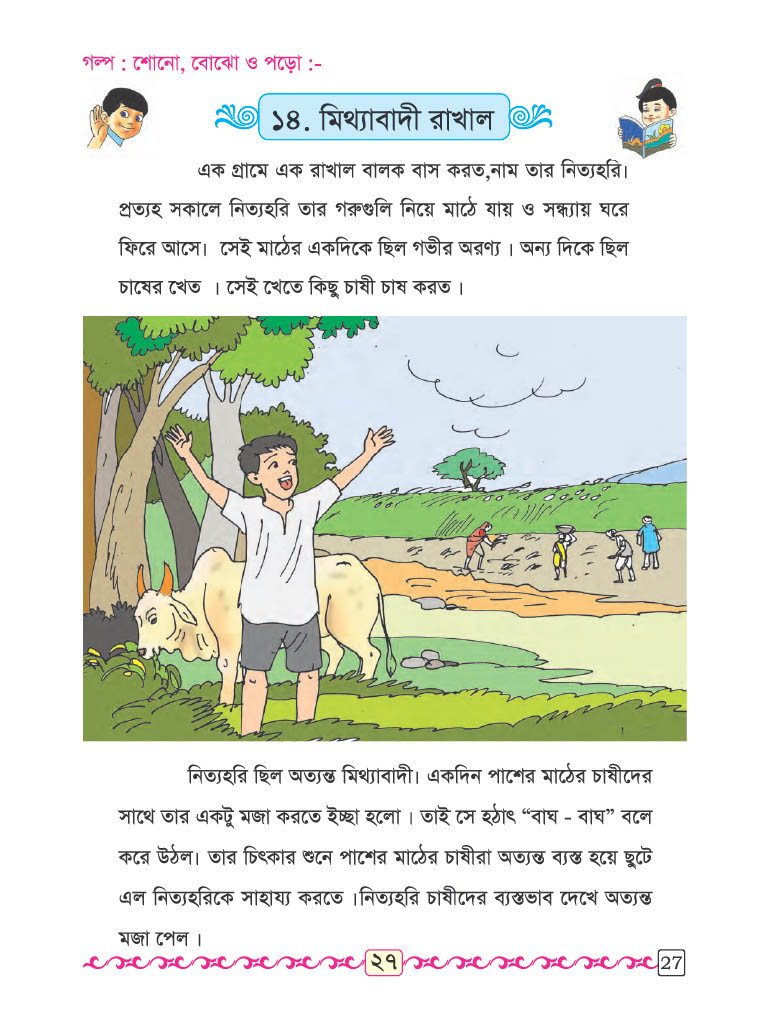 গল্প : শোনো, বোঝো ও পড়ো :-
১৪. মিথ্যাবাদী রাখাল
এক গ্রামে এক রাখাল বালক বাস করত,নাম তার নিত্যহরি।
প্রত্যহ সকালে নিত্যহরি তার গরুগুলি নিয়ে মাঠে যায় ও সন্ধ্যায় ঘরে
ফিরে আসে। সেই মাঠের একদিকে ছিল গভীর অরণ্য । অন্য দিকে ছিল
চাষের খেত । সেই খেতে কিছু চাষী চাষ করত ।
নিত্যহরি ছিল অত্যন্ত মিথ্যাবাদী। একদিন পাশের মাঠের চাষীদের
সাথে তার একটু মজা করতে ইচ্ছা হলো । তাই সে হঠাৎ “বাঘ - বাঘ” বলে
করে উঠল। তার চিৎকার শুনে পাশের মাঠের চাষীরা অত্যন্ত ব্যস্ত হয়ে ছুটে
এল নিত্যহরিকে সাহায্য করতে ।নিত্যহরি চাষীদের ব্যস্তভাব দেখে অত্যন্ত
মজা পেল ।
২৭
27